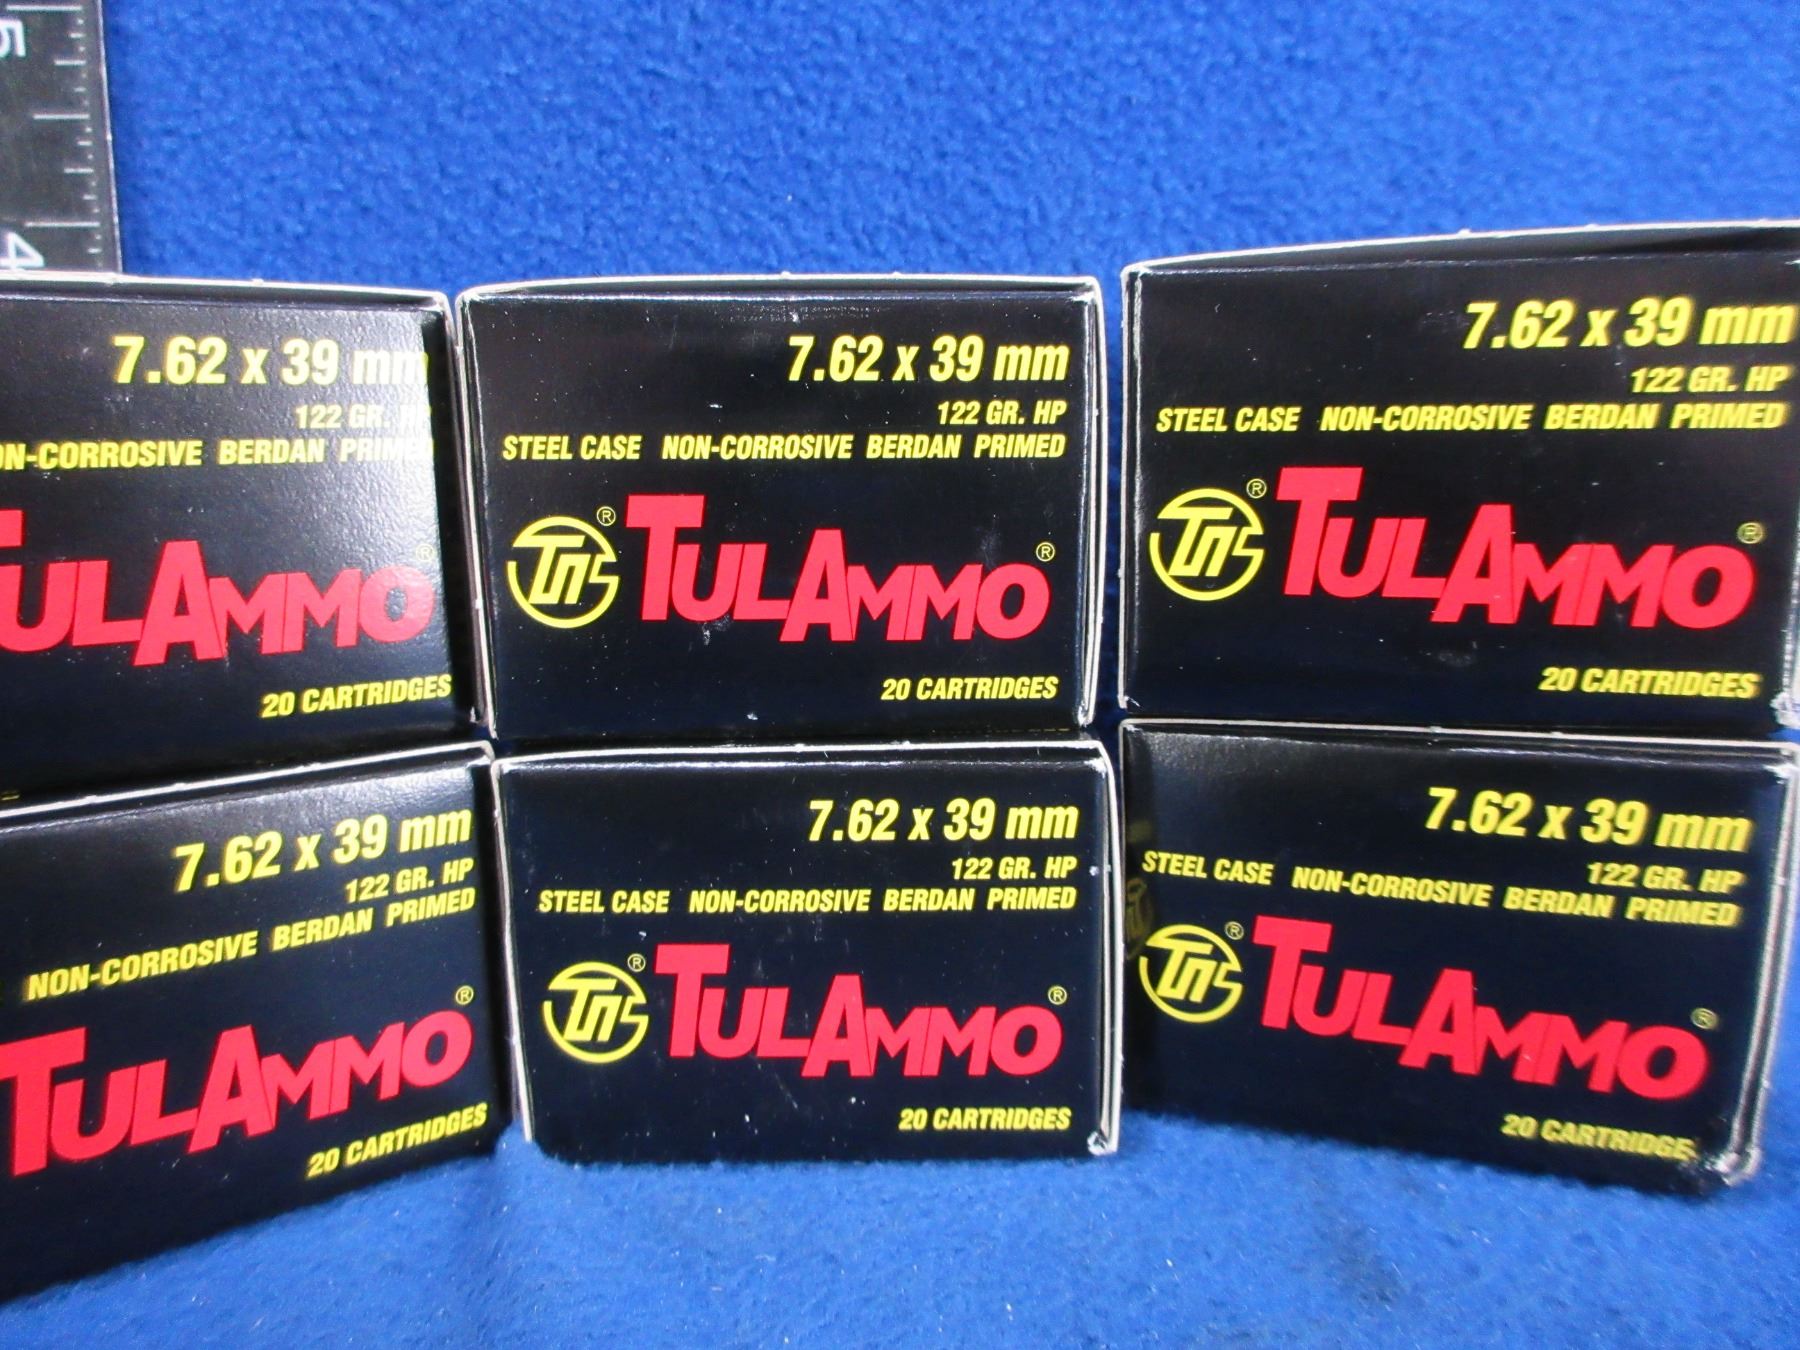 5
4
7.62 x 39 mm
122 GR. HP
NON-CORROSIVE BERDAN PRIMED
TULAMMO ®
20 CARTRIDGES
7.62 x 39 mm
122 GR. HP
STEEL CASE NON-CORROSIVE BERDAN PRIMED
® TULAMMO ®
20 CARTRIDGES
7.62 x 39 mm
122 GR. HP
STEEL CASE NON-CORROSIVE BERDAN PRIMED
® TULAMMO ®
20 CARTRIDGES
7.62 x 39 mm
122 GR. HP
NON-CORROSIVE BERDAN PRIMED
TULAMMO ®
20 CARTRIDGES
7.62 x 39 mm
122 GR. HP
STEEL CASE NON-CORROSIVE BERDAN PRIMED
® TULAMMO ®
20 CARTRIDGES
7.62 x 39 mm
122 GR. HP
STEEL CASE NON-CORROSIVE BERDAN PRIMED
® TULAMMO ®
20 CARTRIDGES